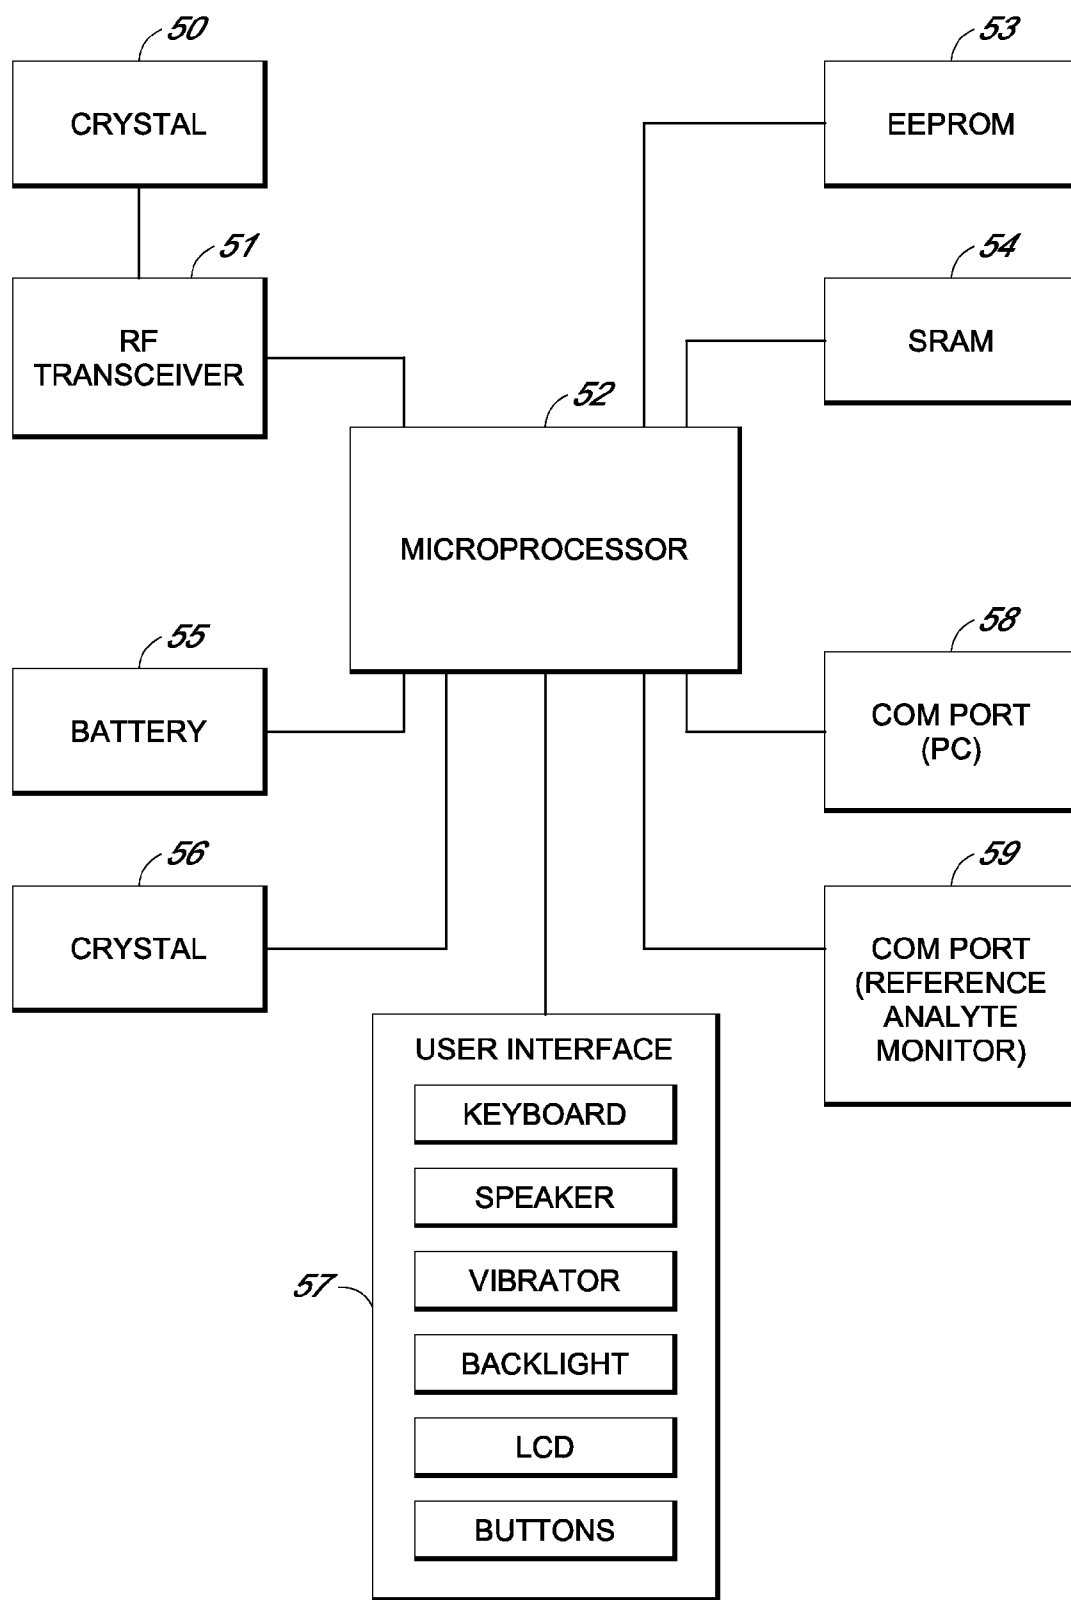 50
CRYSTAL
53
EEPROM
51
RF
TRANSCEIVER
54
SRAM
52
MICROPROCESSOR
55
BATTERY
58
COM PORT
(PC)
56
CRYSTAL
59
COM PORT
(REFERENCE
ANALYTE
MONITOR)
57
USER INTERFACE
KEYBOARD
SPEAKER
VIBRATOR
BACKLIGHT
LCD
BUTTONS